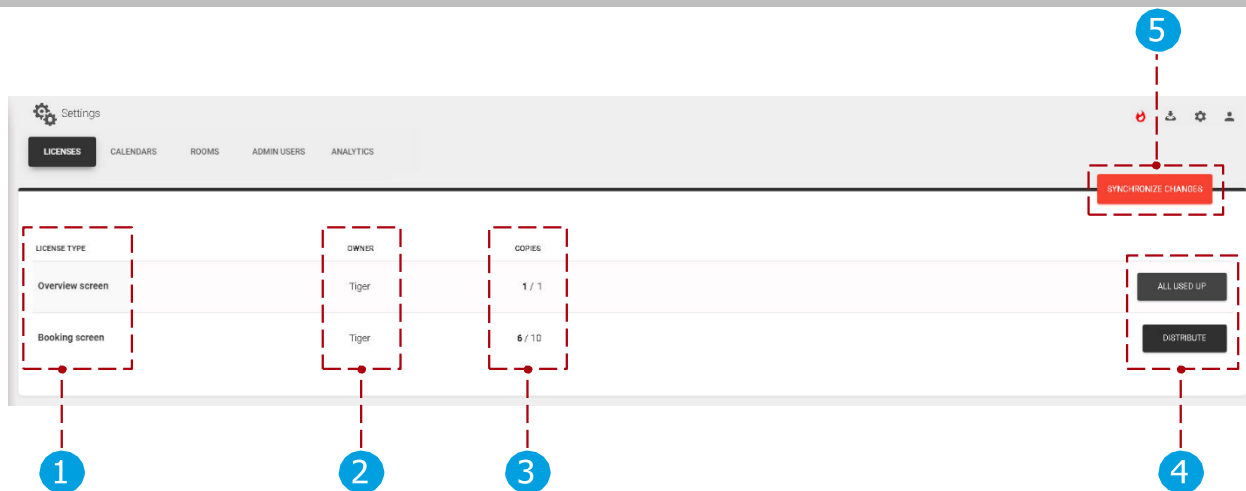 5
Settings
LICENSES CALENDARS ROOMS ADMIN USERS ANALYTICS
SYNCHRONIZE CHANGES
LICENSE TYPE OWNER COPIES
Overview screen Tiger 1 / 1 ALL USED UP
Booking screen Tiger 6 / 10 DISTRIBUTE
1 2 3 4